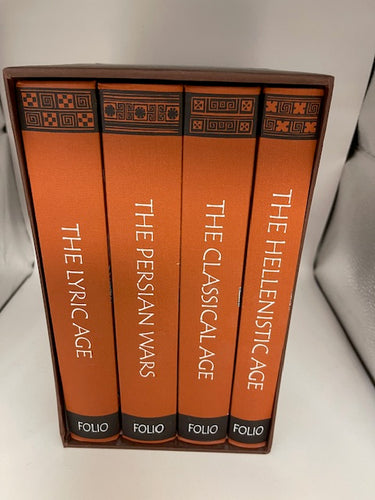 THE LYRIC AGE
FOLIO
THE PERSIAN WARS
FOLIO
THE CLASSICAL AGE
FOLIO
THE HELLENISTIC AGE
FOLIO